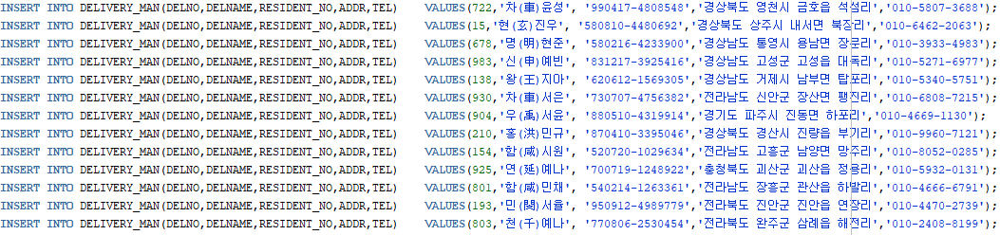 INSERT INTO DELIVERY_MAN(DELNO,DELNAME,RESIDENT_NO,ADDR,TEL) VALUES(722,'차(車)윤성', '990417-4808548','경상북도 영천시 금호읍 석섬리','010-5807-3688');
INSERT INTO DELIVERY_MAN(DELNO,DELNAME,RESIDENT_NO,ADDR,TEL) VALUES(15,'현(玄)진우', '580810-4480692','경상북도 상주시 내서면 북장리','010-6462-2063');
INSERT INTO DELIVERY_MAN(DELNO,DELNAME,RESIDENT_NO,ADDR,TEL) VALUES(678,'명(明)현준', '580216-4233900','경상남도 통영시 용남면 장문리','010-3933-4983');
INSERT INTO DELIVERY_MAN(DELNO,DELNAME,RESIDENT_NO,ADDR,TEL) VALUES(983,'신(申)예빈', '831217-3925416','경상남도 고성군 고성읍 대독리','010-5271-6977');
INSERT INTO DELIVERY_MAN(DELNO,DELNAME,RESIDENT_NO,ADDR,TEL) VALUES(138,'왕(王)지아', '620612-1569305','경상남도 거제시 남부면 탑포리','010-5340-5751');
INSERT INTO DELIVERY_MAN(DELNO,DELNAME,RESIDENT_NO,ADDR,TEL) VALUES(930,'차(車)서은', '730707-4756382','전라남도 신안군 장산면 팽진리','010-6808-7215');
INSERT INTO DELIVERY_MAN(DELNO,DELNAME,RESIDENT_NO,ADDR,TEL) VALUES(904,'우(禹)서윤', '880510-4319914','경기도 파주시 진동면 하포리','010-4669-1130');
INSERT INTO DELIVERY_MAN(DELNO,DELNAME,RESIDENT_NO,ADDR,TEL) VALUES(210,'홍(洪)민규', '870410-3395046','경상북도 경산시 진량읍 부기리','010-9960-7121');
INSERT INTO DELIVERY_MAN(DELNO,DELNAME,RESIDENT_NO,ADDR,TEL) VALUES(154,'함(咸)시원', '520720-1029634','전라남도 고흥군 남양면 망주리','010-8052-0285');
INSERT INTO DELIVERY_MAN(DELNO,DELNAME,RESIDENT_NO,ADDR,TEL) VALUES(925,'연(延)예나', '700719-1248922','충청북도 괴산군 괴산읍 정용리','010-5932-0131');
INSERT INTO DELIVERY_MAN(DELNO,DELNAME,RESIDENT_NO,ADDR,TEL) VALUES(801,'함(咸)민채', '540214-1263361','전라남도 장흥군 관산읍 하발리','010-4666-6791');
INSERT INTO DELIVERY_MAN(DELNO,DELNAME,RESIDENT_NO,ADDR,TEL) VALUES(193,'민(閔)서율', '950912-4989779','전라북도 진안군 진안읍 연장리','010-4470-2739');
INSERT INTO DELIVERY_MAN(DELNO,DELNAME,RESIDENT_NO,ADDR,TEL) VALUES(803,'천(千)예나', '770806-2530454','전라북도 완주군 삼례읍 해전리','010-2408-8199');